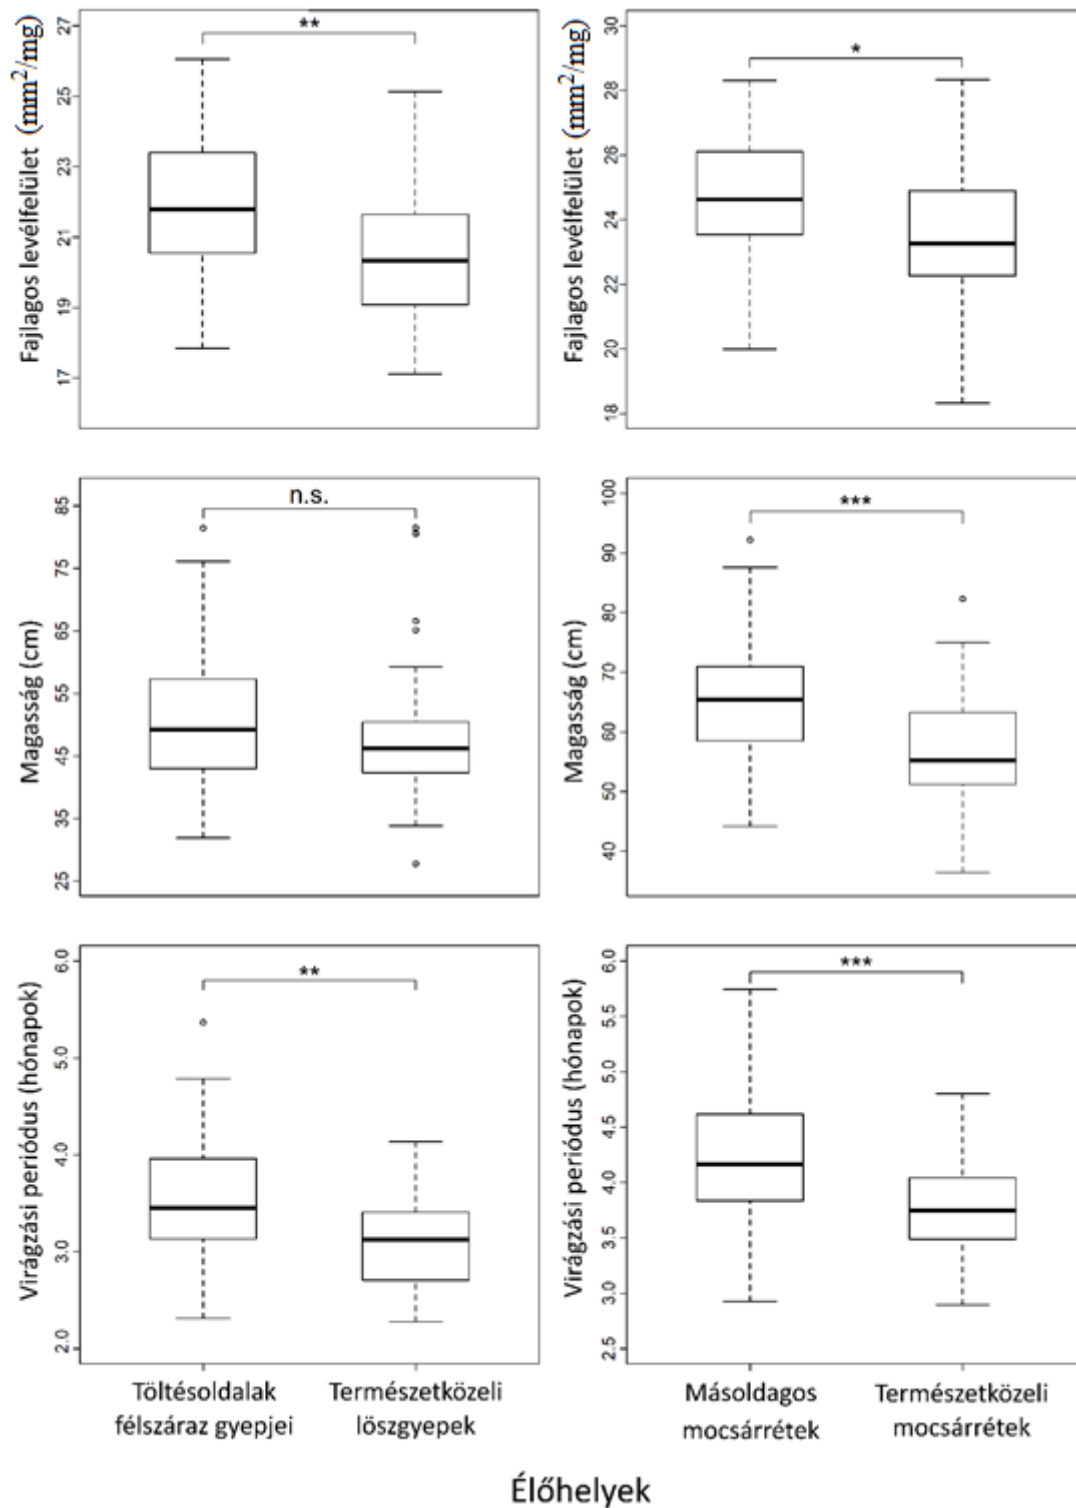 Fajlagos levélfelület (mm²/mg)
27
25
23
21
19
17
**
Fajlagos levélfelület (mm²/mg)
30
28
26
24
22
20
18
*
Magasság (cm)
85
75
65
55
45
35
25
n.s.
Magasság (cm)
100
90
80
70
60
50
40
***
Virágzási periódus (hónapok)
6.0
5.0
4.0
3.0
2.0
**
Virágzási periódus (hónapok)
6.0
5.5
5.0
4.5
4.0
3.5
3.0
2.5
***
Töltésoldalak
félszáraz gyepjei
Természetközeli
löszgyepek
Másoldagos
mocsárrétek
Természetközeli
mocsárrétek
Élőhelyek